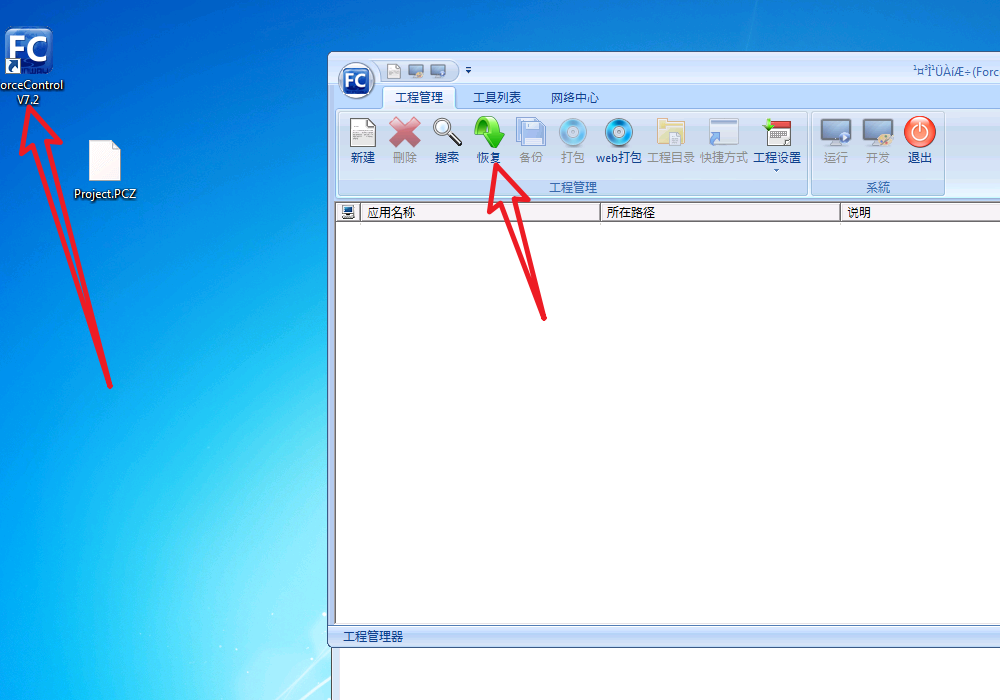 FC
orceControl
V7.2
Project.PCZ
FC
(Forc
工程管理
工具列表
网络中心
新建
刪除
搜索
恢复
备份
打包
web打包
工程目录
快捷方式
工程设置
运行
开发
退出
工程管理
系统
应用名称
所在路径
说明
工程管理器